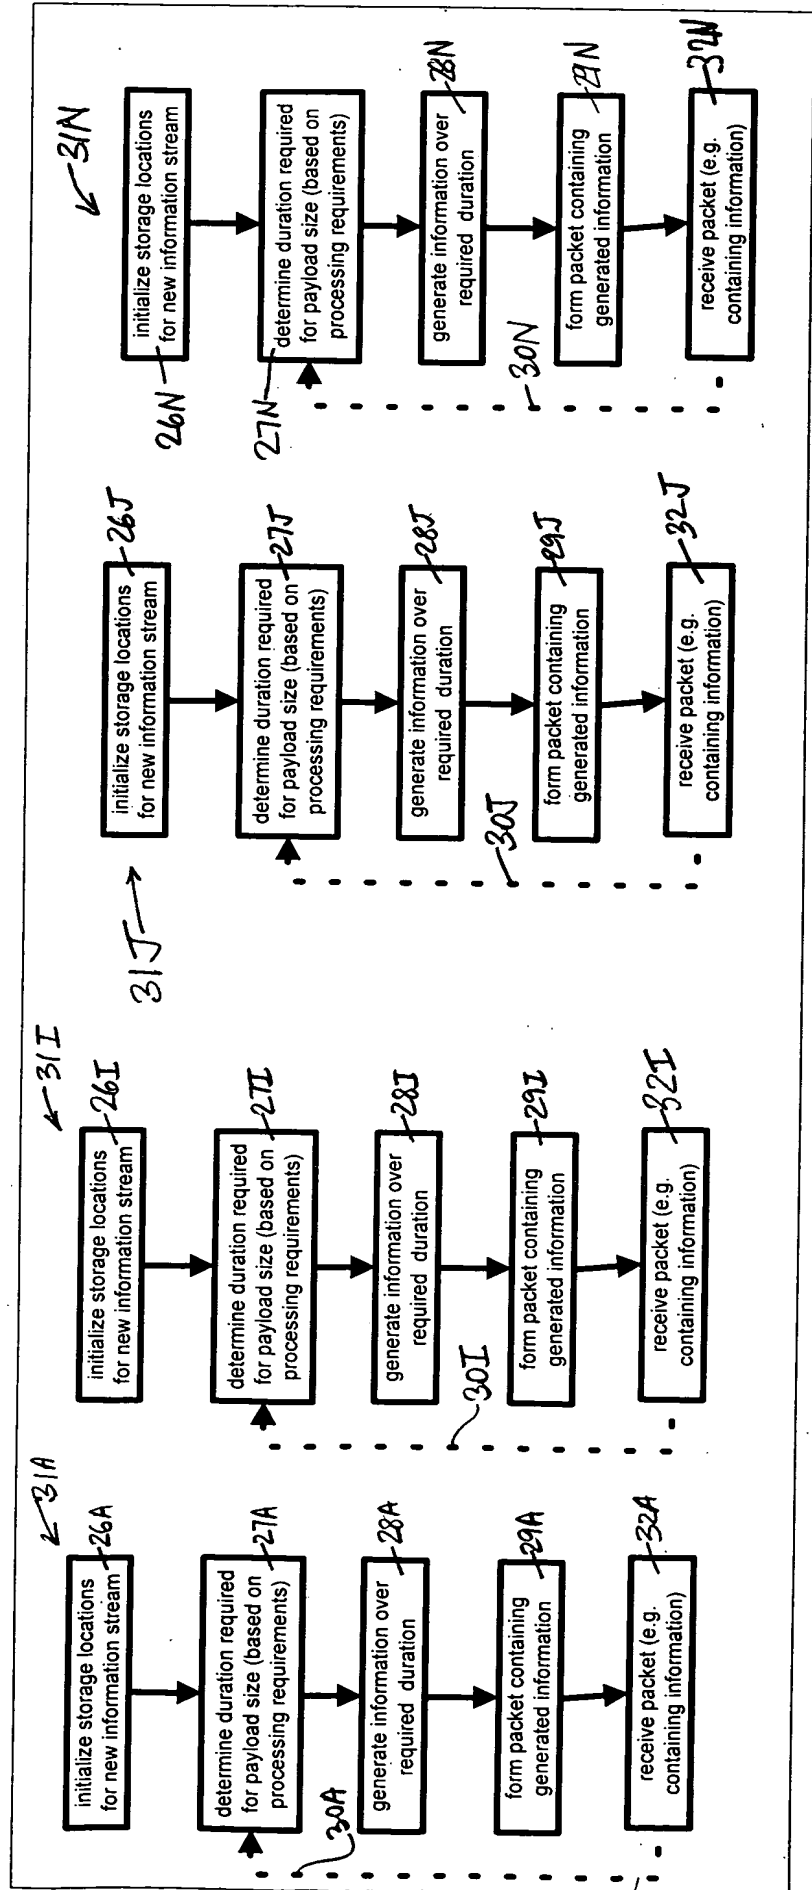 31A
initialize storage locations
for new information stream
26A
determine duration required
for payload size (based on
processing requirements)
27A
generate information over
required duration
28A
form packet containing
generated information
29A
receive packet (e.g.
containing information)
32A
30A
31I
initialize storage locations
for new information stream
26I
determine duration required
for payload size (based on
processing requirements)
27I
generate information over
required duration
28I
form packet containing
generated information
29I
receive packet (e.g.
containing information)
32I
30I
31J
initialize storage locations
for new information stream
26J
determine duration required
for payload size (based on
processing requirements)
27J
generate information over
required duration
28J
form packet containing
generated information
29J
receive packet (e.g.
containing information)
32J
30J
31N
initialize storage locations
for new information stream
26N
determine duration required
for payload size (based on
processing requirements)
27N
generate information over
required duration
28N
form packet containing
generated information
29N
receive packet (e.g.
containing information)
32N
30N